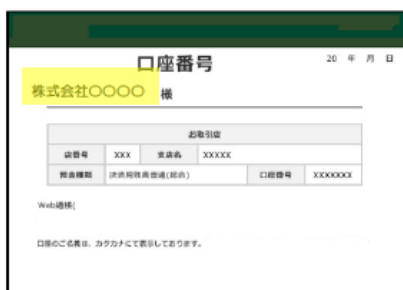 口座番号
20 年 月 日
株式会社〇〇〇〇 様
お取引店
店番号 XXX 支店名 XXXXX
預金種類 決済用普通(総合) 口座番号 XXXXXXX
Web通帳(
口座のご名義は、カタカナにて表示しております。